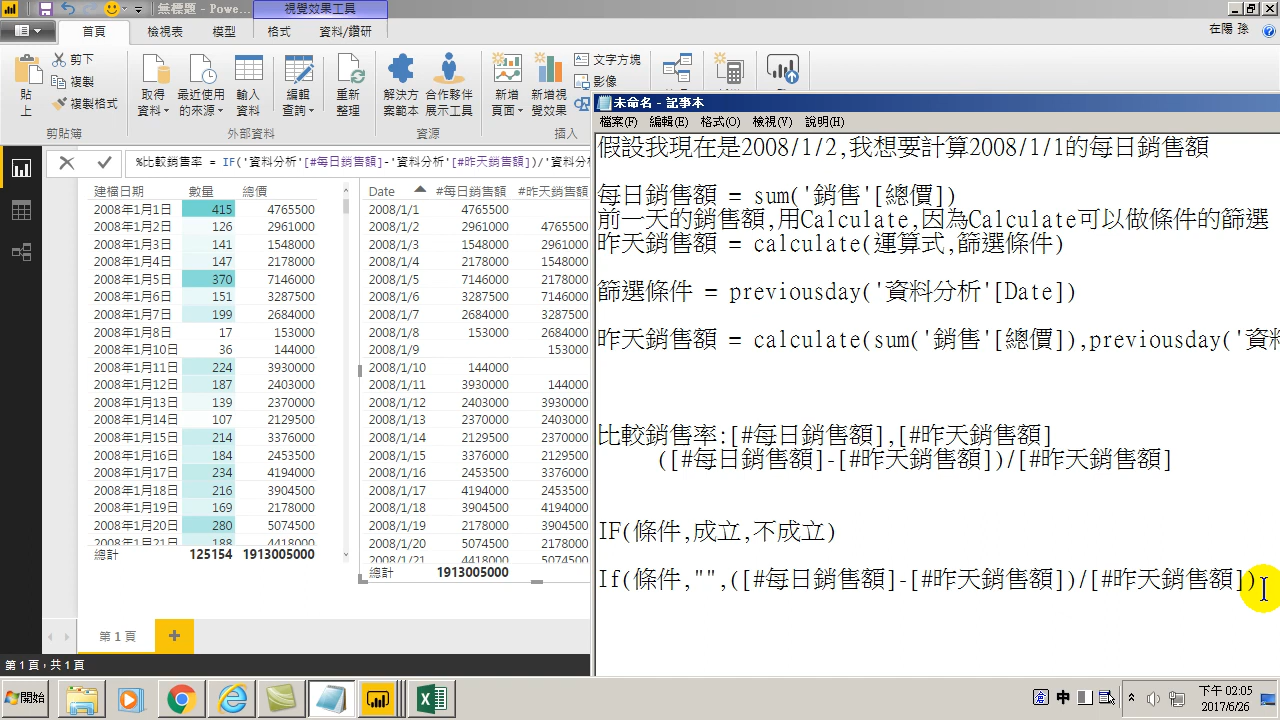 無標題 - Powe...
視覺效果工具
首頁
檢視表
模型
格式
資料/鑽研
在陽 孫
貼上
剪下
複製
複製格式
剪貼簿
取得資料
最近使用的來源
輸入資料
編輯查詢
重新整理
外部資料
解決方案範本
合作夥伴展示工具
資源
新增頁面
新增視覺效果
文字方塊
影像
插入
%比較銷售率 = IF('資料分析'[#每日銷售額]-'資料分析'[#昨天銷售額])/'資料分
建檔日期 數量 總價
2008年1月1日 415 4765500
2008年1月2日 126 2961000
2008年1月3日 141 1548000
2008年1月4日 147 2178000
2008年1月5日 370 7146000
2008年1月6日 151 3287500
2008年1月7日 199 2684000
2008年1月8日 17 153000
2008年1月10日 36 144000
2008年1月11日 224 3930000
2008年1月12日 187 2403000
2008年1月13日 139 2370000
2008年1月14日 107 2129500
2008年1月15日 214 3376000
2008年1月16日 184 2453500
2008年1月17日 234 4194000
2008年1月18日 216 3904500
2008年1月19日 169 2178000
2008年1月20日 280 5074500
2008年1月21日 188 4418000
總計 125154 1913005000
Date #每日銷售額 #昨天銷售額
2008/1/1 4765500
2008/1/2 2961000 4765500
2008/1/3 1548000 2961000
2008/1/4 2178000 1548000
2008/1/5 7146000 2178000
2008/1/6 3287500 7146000
2008/1/7 2684000 3287500
2008/1/8 153000 2684000
2008/1/9 153000
2008/1/10 144000
2008/1/11 3930000 144000
2008/1/12 2403000 3930000
2008/1/13 2370000 2403000
2008/1/14 2129500 2370000
2008/1/15 3376000 2129500
2008/1/16 2453500 3376000
2008/1/17 4194000 2453500
2008/1/18 3904500 4194000
2008/1/19 2178000 3904500
2008/1/20 5074500 2178000
2008/1/21 4418000 5074500
總計 1913005000
未命名 - 記事本
檔案(F) 編輯(E) 格式(O) 檢視(V) 說明(H)
假設我現在是2008/1/2,我想要計算2008/1/1的每日銷售額
每日銷售額 = sum('銷售'[總價])
前一天的銷售額,用Calculate,因為Calculate可以做條件的篩選
昨天銷售額 = calculate(運算式,篩選條件)
篩選條件 = previousday('資料分析'[Date])
昨天銷售額 = calculate(sum('銷售'[總價]),previousday('資料
比較銷售率:[#每日銷售額],[#昨天銷售額]
([#每日銷售額]-[#昨天銷售額])/[#昨天銷售額]
IF(條件,成立,不成立)
If(條件,"",([#每日銷售額]-[#昨天銷售額])/[#昨天銷售額])
第 1 頁
第 1 頁，共 1 頁
開始
中
下午 02:05
2017/6/26